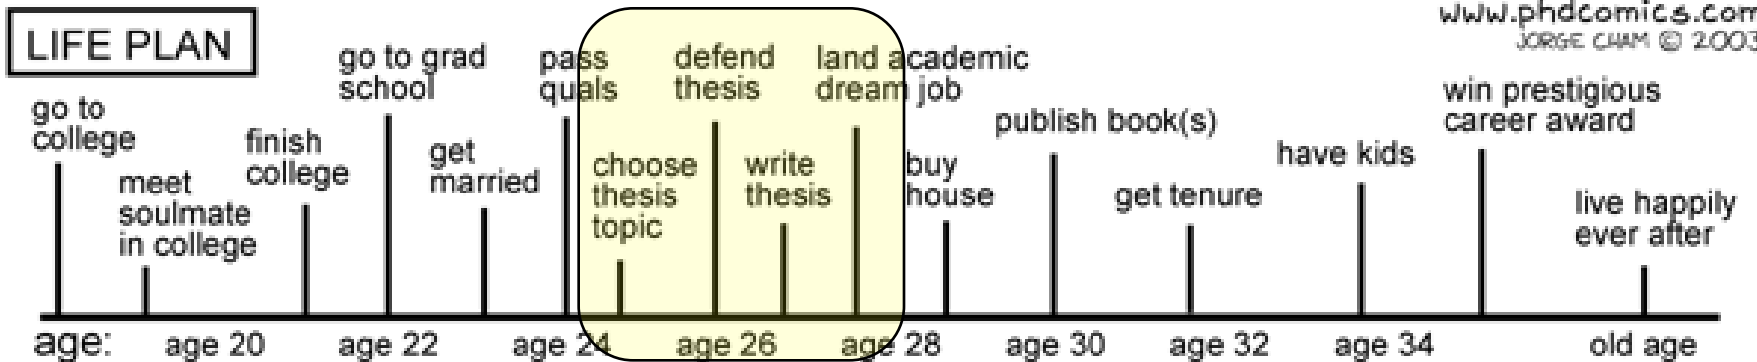 LIFE PLAN
www.phdcomics.com
JORGE CHAM © 2003
go to
college
meet
soulmate
in college
finish
college
go to grad
school
get
married
pass
quals
choose
thesis
topic
defend
thesis
write
thesis
land academic
dream job
buy
house
publish book(s)
get tenure
have kids
win prestigious
career award
live happily
ever after
age:
age 20
age 22
age 24
age 26
age 28
age 30
age 32
age 34
old age